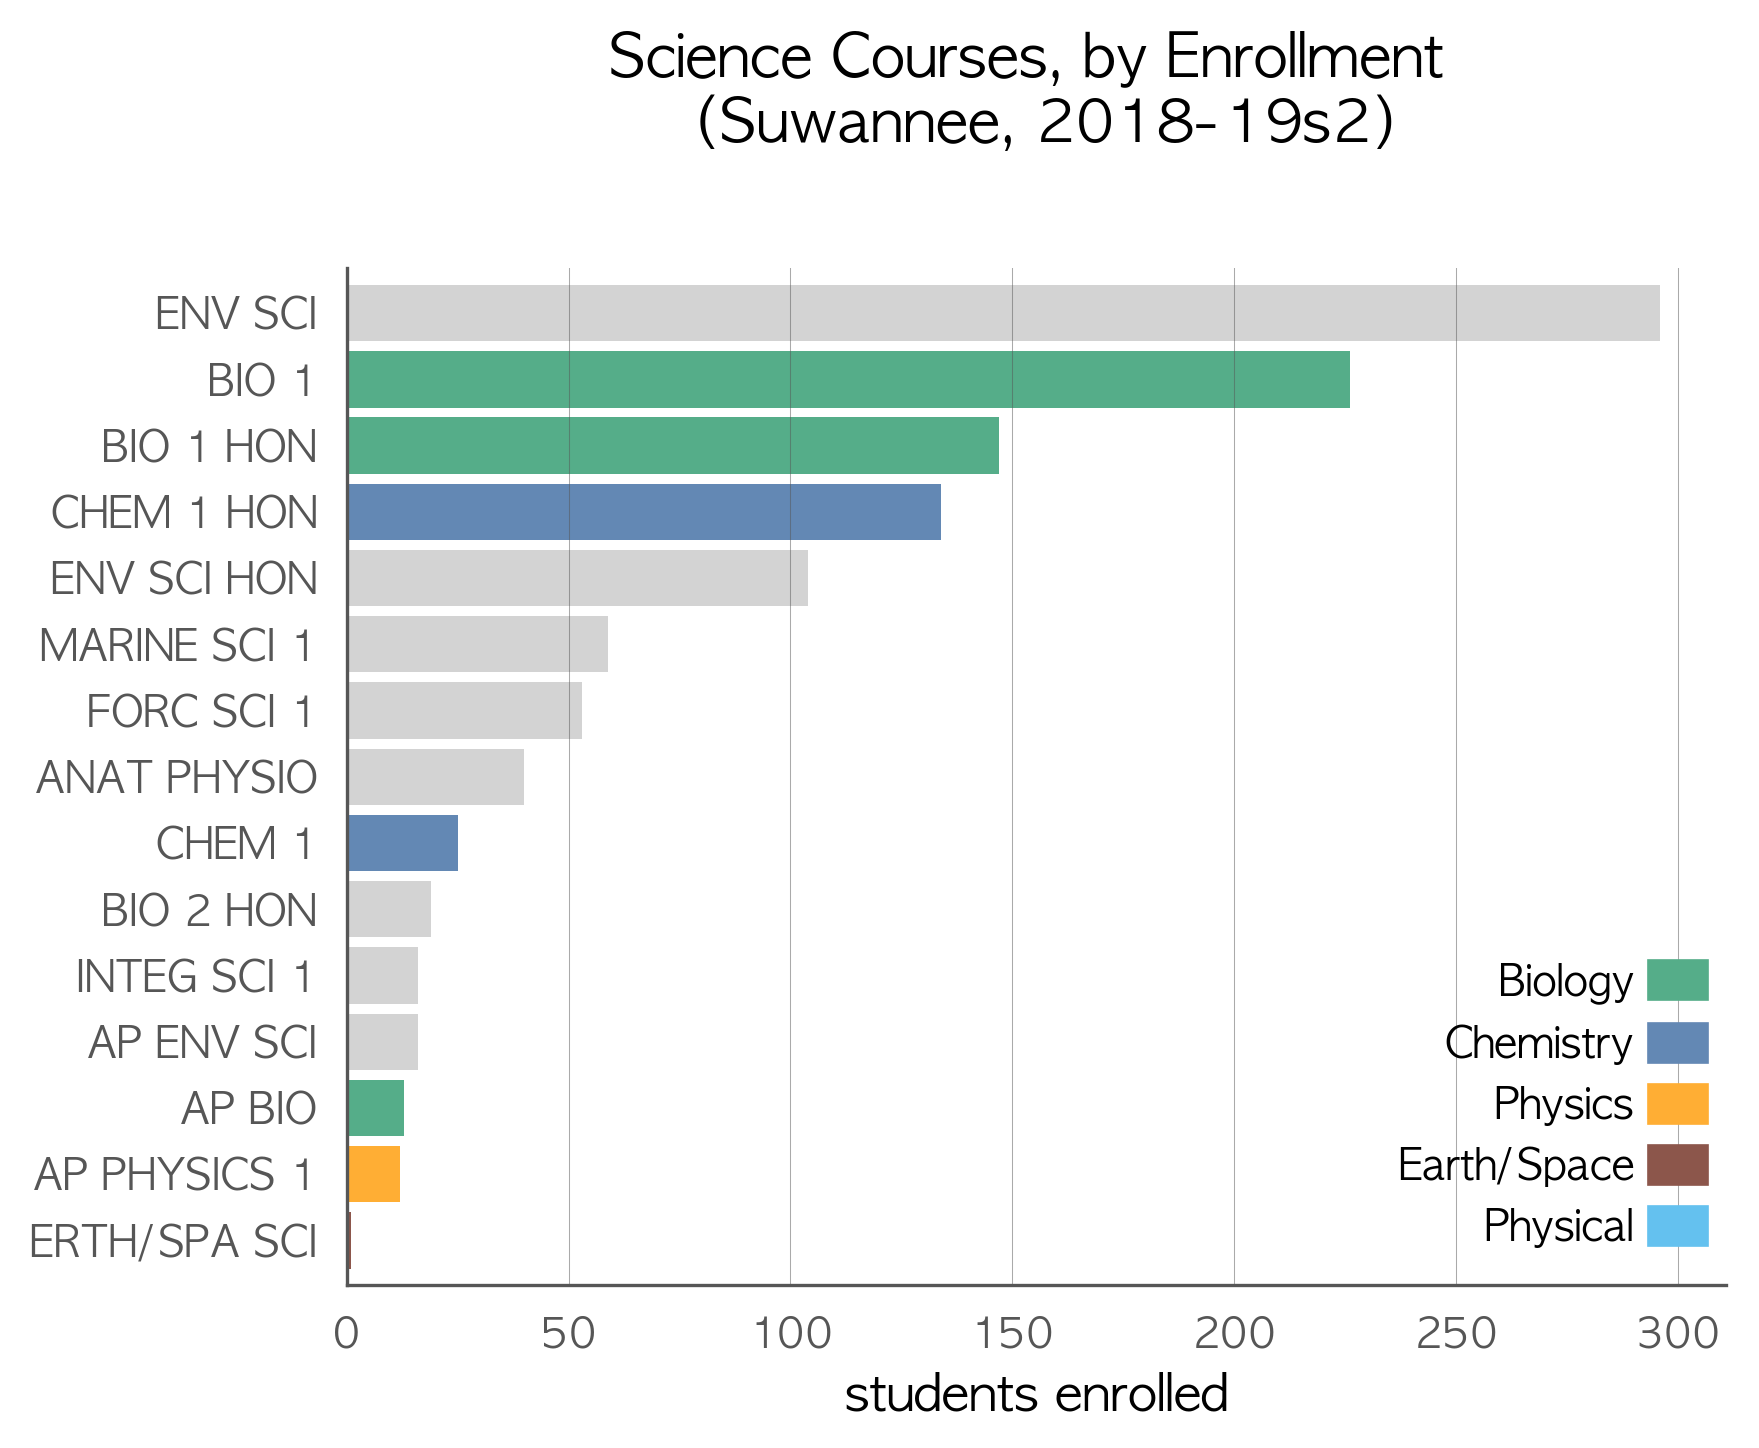 Science Courses, by Enrollment
(Suwannee, 2018-19s2)
ENV SCI
BIO 1
BIO 1 HON
CHEM 1 HON
ENV SCI HON
MARINE SCI 1
FORC SCI 1
ANAT PHYSIO
CHEM 1
BIO 2 HON
INTEG SCI 1
AP ENV SCI
AP BIO
AP PHYSICS 1
ERTH/SPA SCI
Biology
Chemistry
Physics
Earth/Space
Physical
0 50 100 150 200 250 300
students enrolled